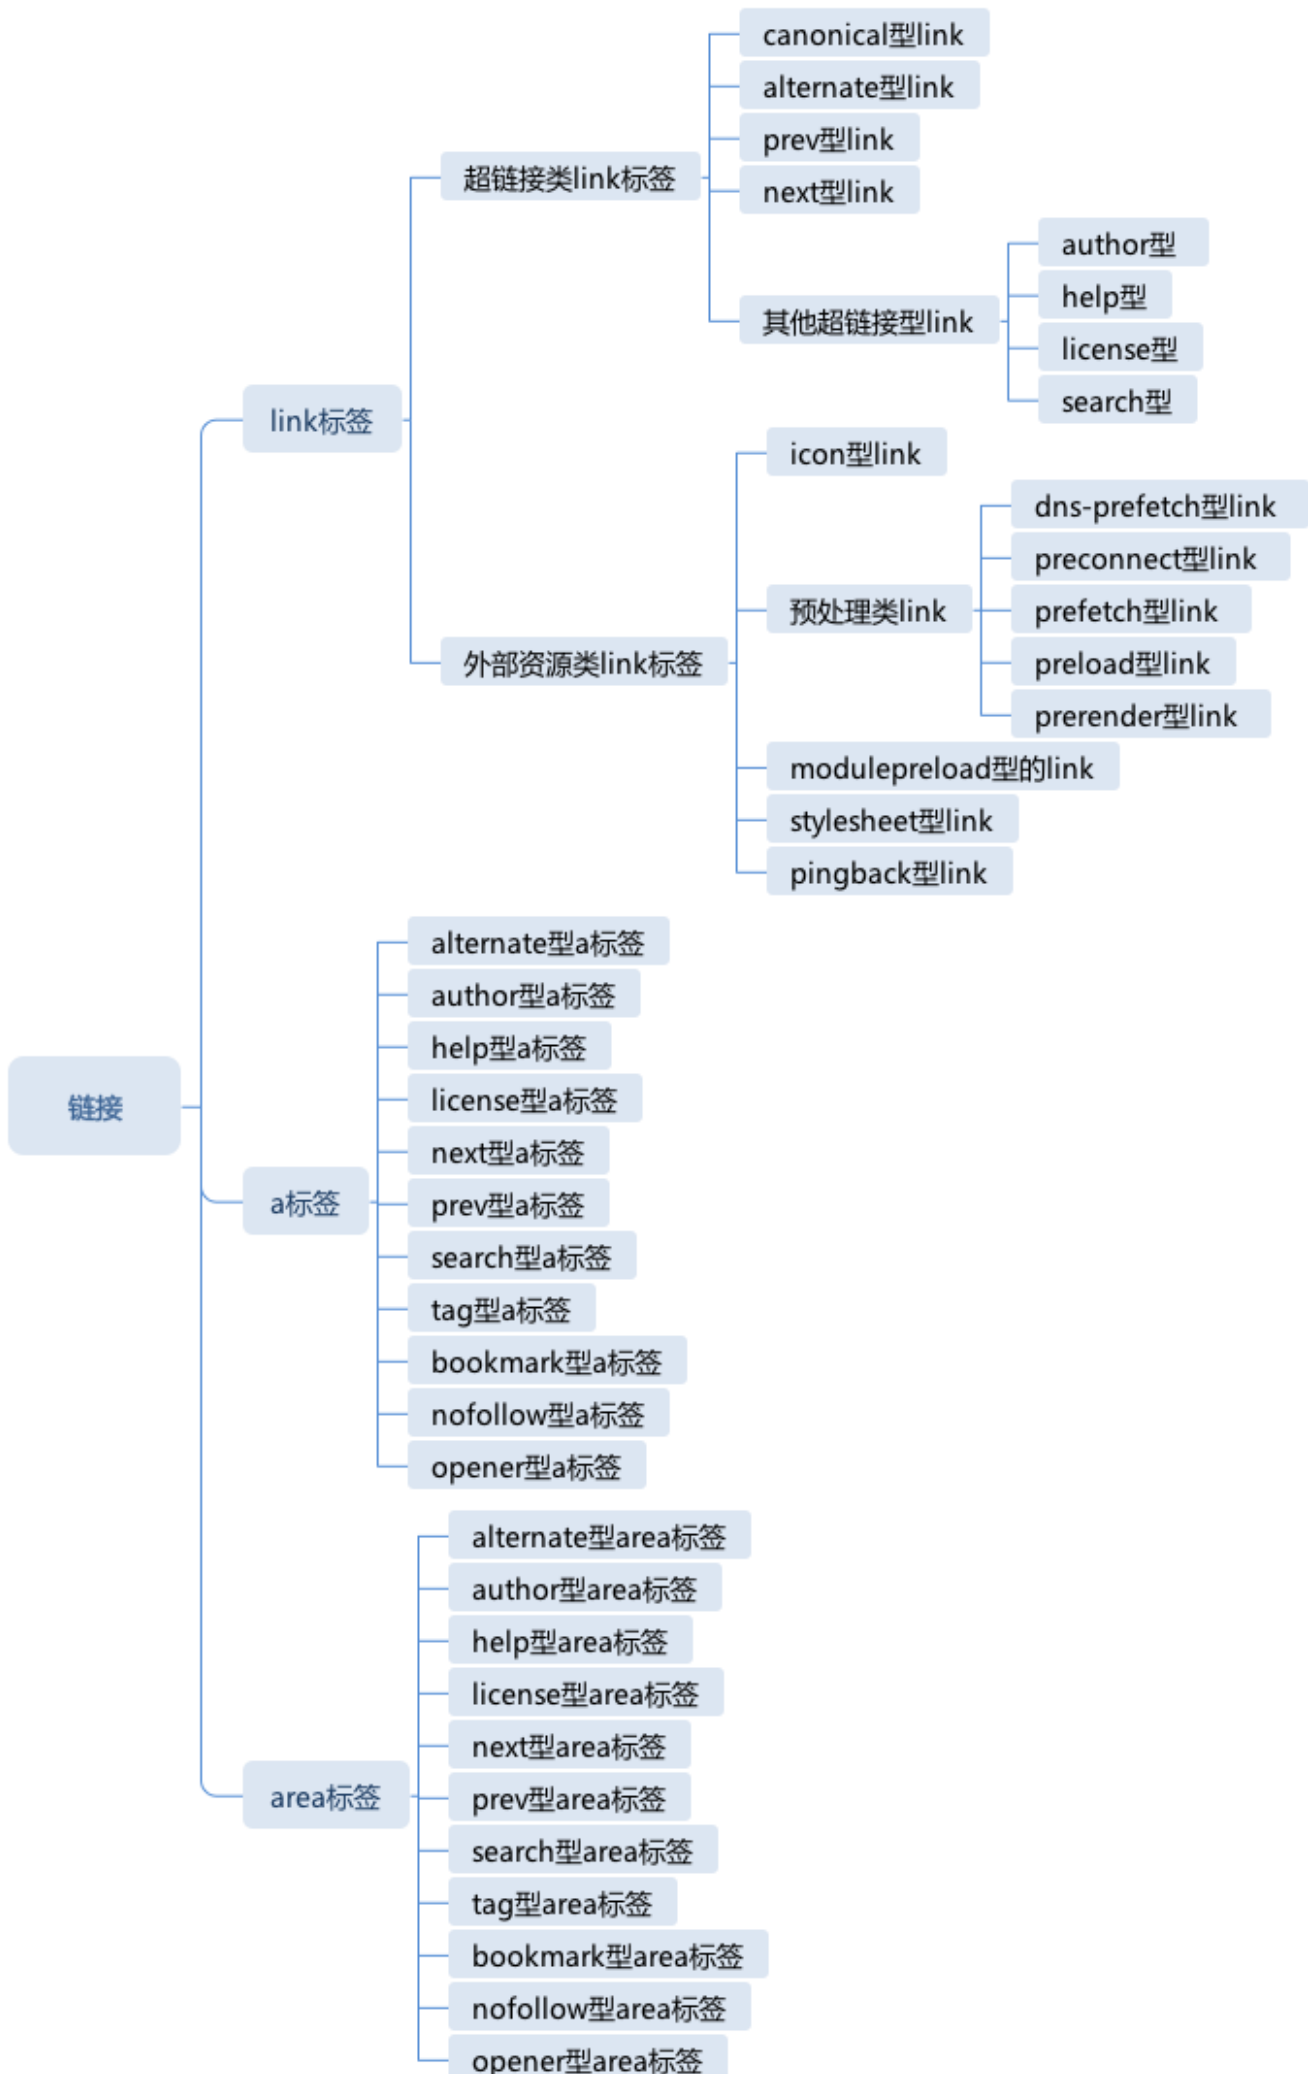 链接
link标签
超链接类link标签
canonical型link
alternate型link
prev型link
next型link
其他超链接型link
author型
help型
license型
search型
外部资源类link标签
icon型link
预处理类link
dns-prefetch型link
preconnect型link
prefetch型link
preload型link
prerender型link
modulepreload型的link
stylesheet型link
pingback型link
a标签
alternate型a标签
author型a标签
help型a标签
license型a标签
next型a标签
prev型a标签
search型a标签
tag型a标签
bookmark型a标签
nofollow型a标签
opener型a标签
area标签
alternate型area标签
author型area标签
help型area标签
license型area标签
next型area标签
prev型area标签
search型area标签
tag型area标签
bookmark型area标签
nofollow型area标签
opener型area标签